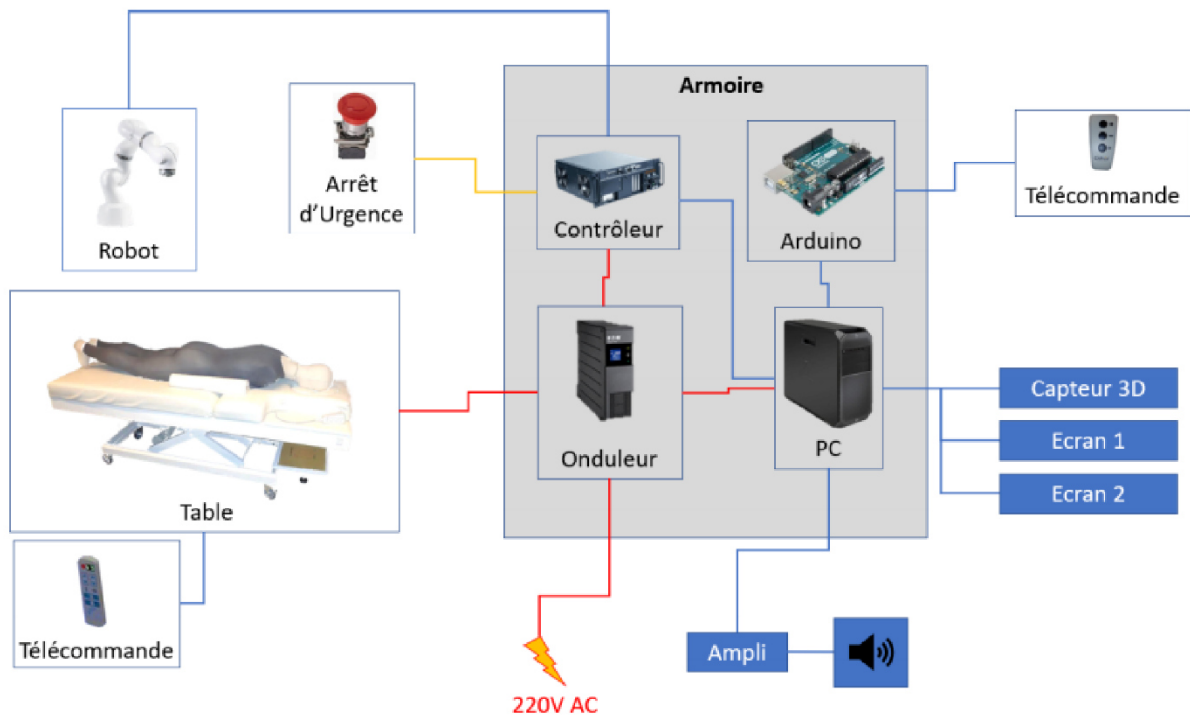 Armoire
Robot
Arrêt
d'Urgence
Contrôleur
Arduino
Télécommande
Table
Onduleur
PC
Capteur 3D
Ecran 1
Ecran 2
Télécommande
Ampli
220V AC